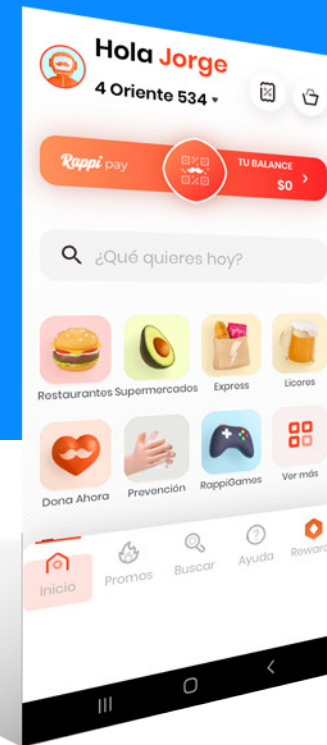 Hola Jorge
4 Oriente 534
Rappi pay
TU BALANCE
$0
¿Qué quieres hoy?
Restaurantes Supermercados Express Licores
Dona Ahora Prevención RappiGames Ver más
Inicio Promos Buscar Ayuda Reward